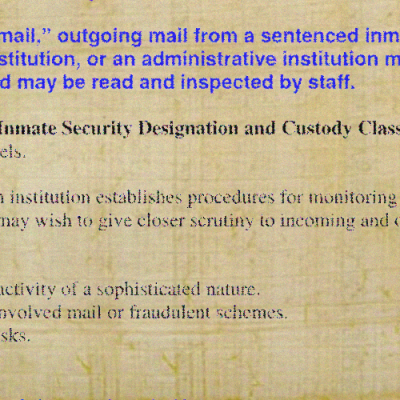 mail,” outgoing mail from a sentenced inm
stitution, or an administrative institution m
d may be read and inspected by staff.
Inmate Security Designation and Custody Class
els.
institution establishes procedures for monitoring
may wish to give closer scrutiny to incoming and
activity of a sophisticated nature.
nvolved mail or fraudulent schemes.
sks.